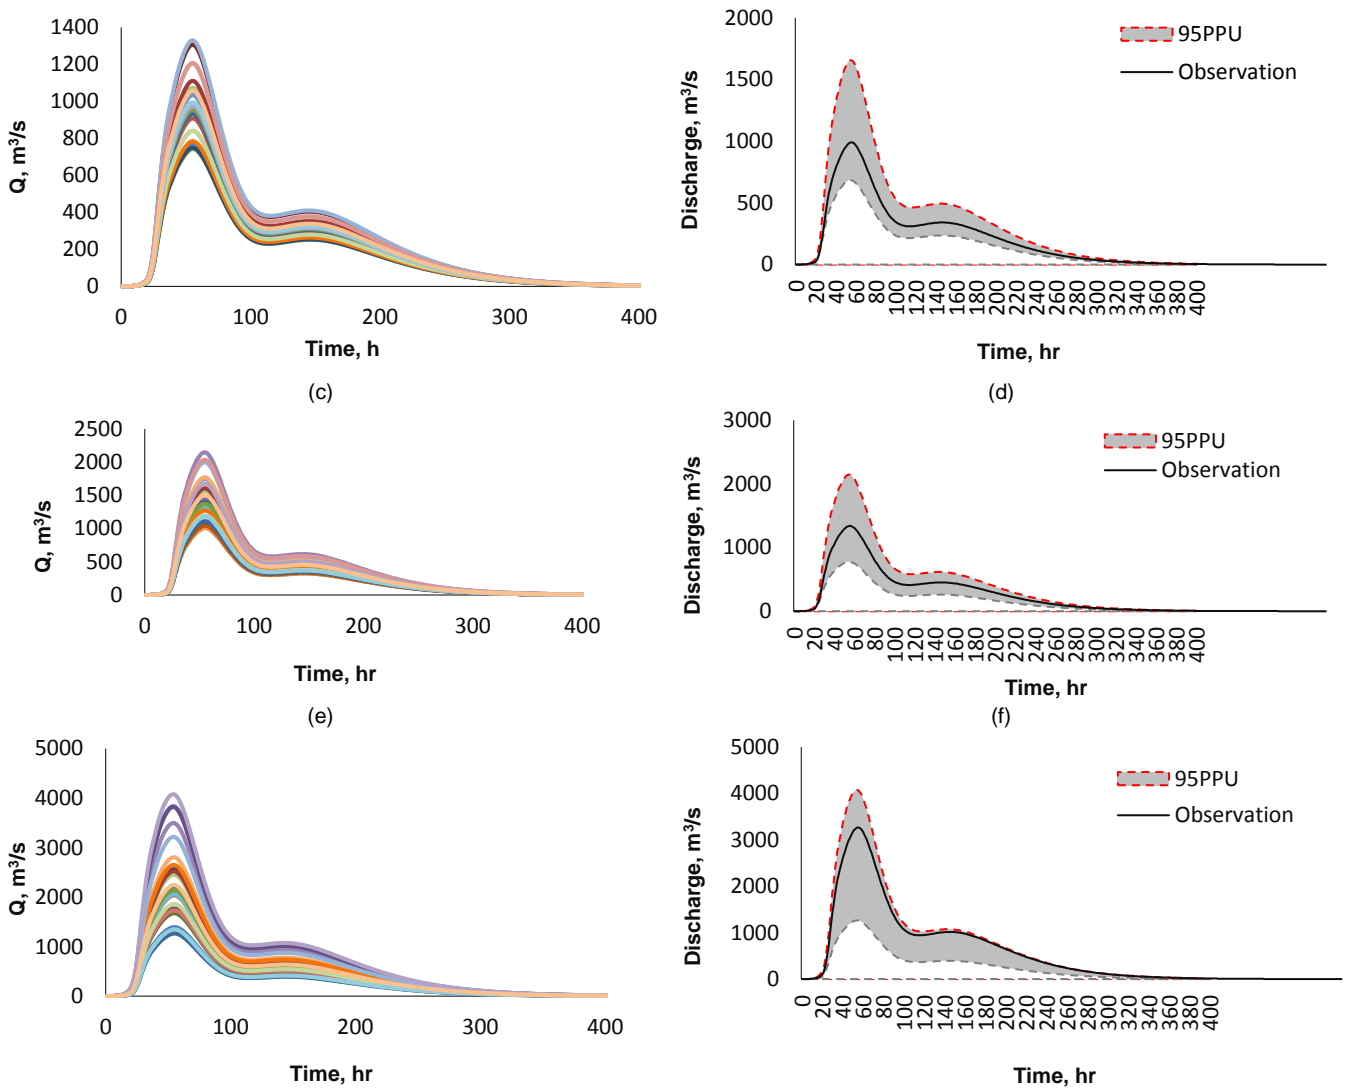 1400
1200
1000
800
600
400
200
0
Q, m³/s
0 100 200 300 400
Time, h
(c)
2000
1500
1000
500
0
Discharge, m³/s
95PPU
Observation
0 20 40 60 80 100 120 140 160 180 200 220 240 260 280 300 320 340 360 380 400
Time, hr
(d)
2500
2000
1500
1000
500
0
Q, m³/s
0 100 200 300 400
Time, hr
(e)
3000
2000
1000
0
Discharge, m³/s
95PPU
Observation
0 20 40 60 80 100 120 140 160 180 200 220 240 260 280 300 320 340 360 380 400
Time, hr
(f)
5000
4000
3000
2000
1000
0
Q, m³/s
0 100 200 300 400
Time, hr
5000
4000
3000
2000
1000
0
Discharge, m³/s
95PPU
Observation
0 20 40 60 80 100 120 140 160 180 200 220 240 260 280 300 320 340 360 380 400
Time, hr